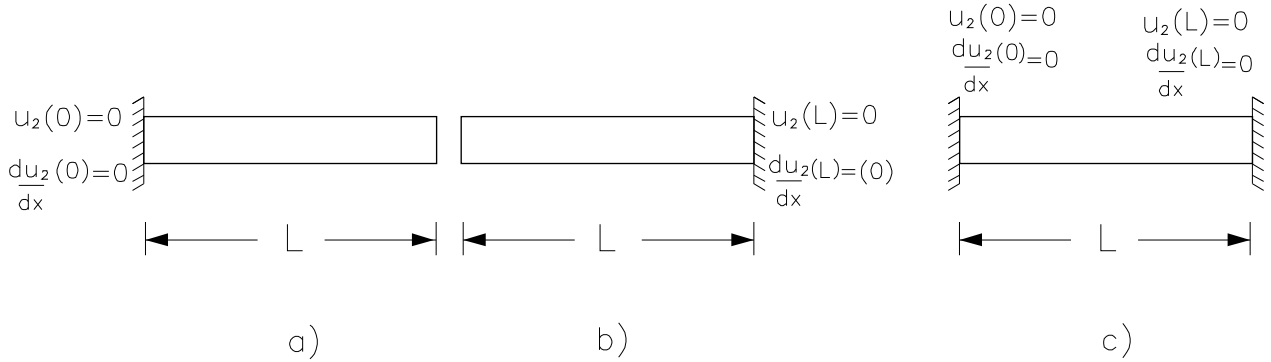 u₂(0)=0
du₂(0)=0
dx
L
a)
u₂(L)=0
du₂(L)=(0)
dx
L
b)
u₂(0)=0
du₂(0)=0
dx
u₂(L)=0
du₂(L)=0
dx
L
c)